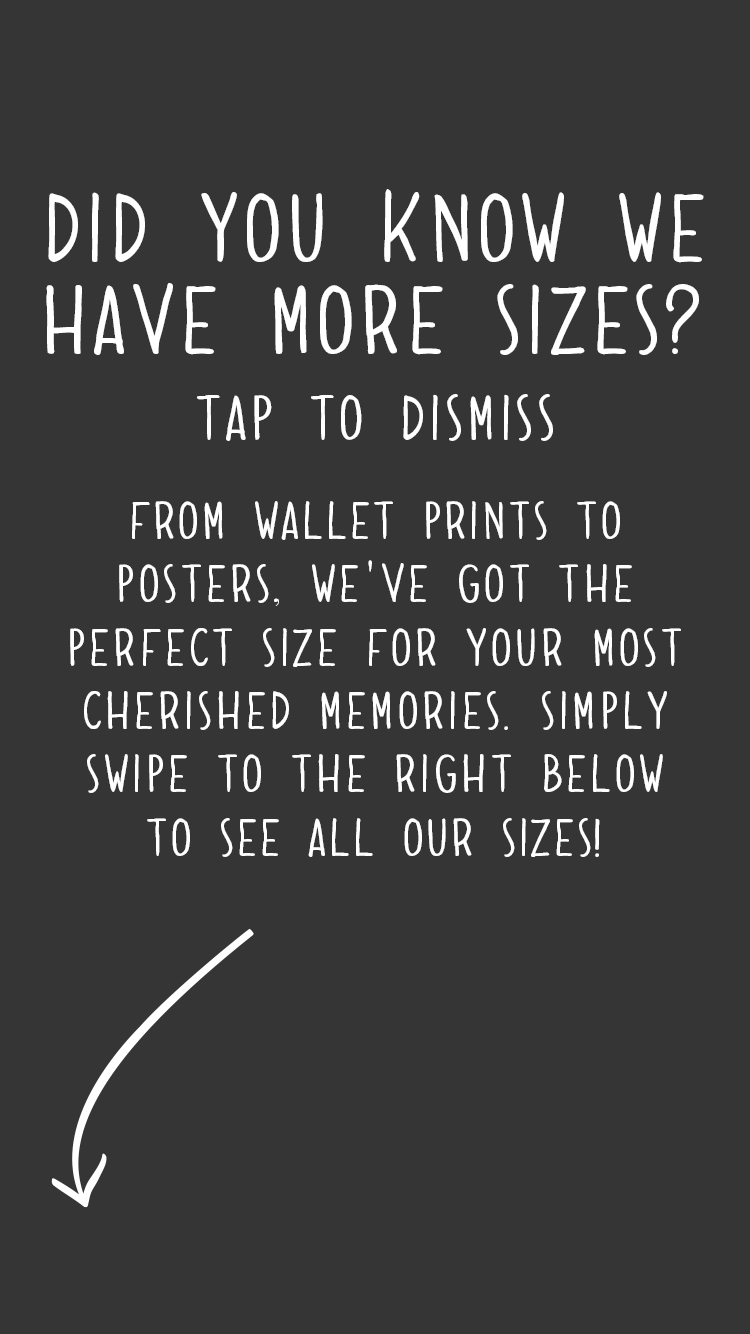 DID YOU KNOW WE
HAVE MORE SIZES?
TAP TO DISMISS
FROM WALLET PRINTS TO
POSTERS, WE'VE GOT THE
PERFECT SIZE FOR YOUR MOST
CHERISHED MEMORIES. SIMPLY
SWIPE TO THE RIGHT BELOW
TO SEE ALL OUR SIZES!